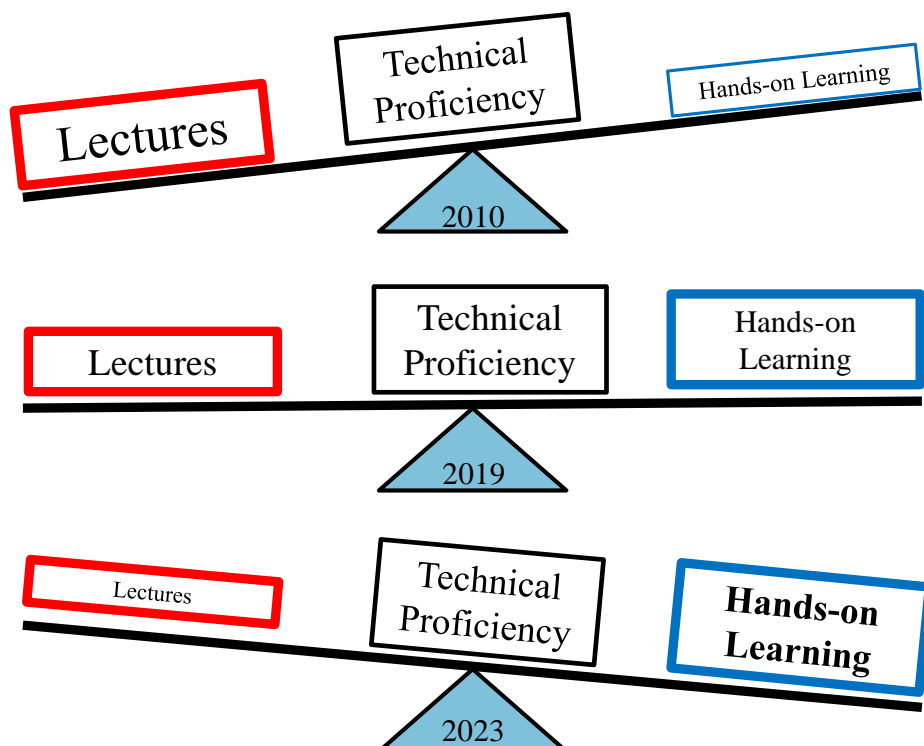 Lectures
Technical
Proficiency
Hands-on Learning
2010
Lectures
Technical
Proficiency
Hands-on
Learning
2019
Lectures
Technical
Proficiency
Hands-on
Learning
2023